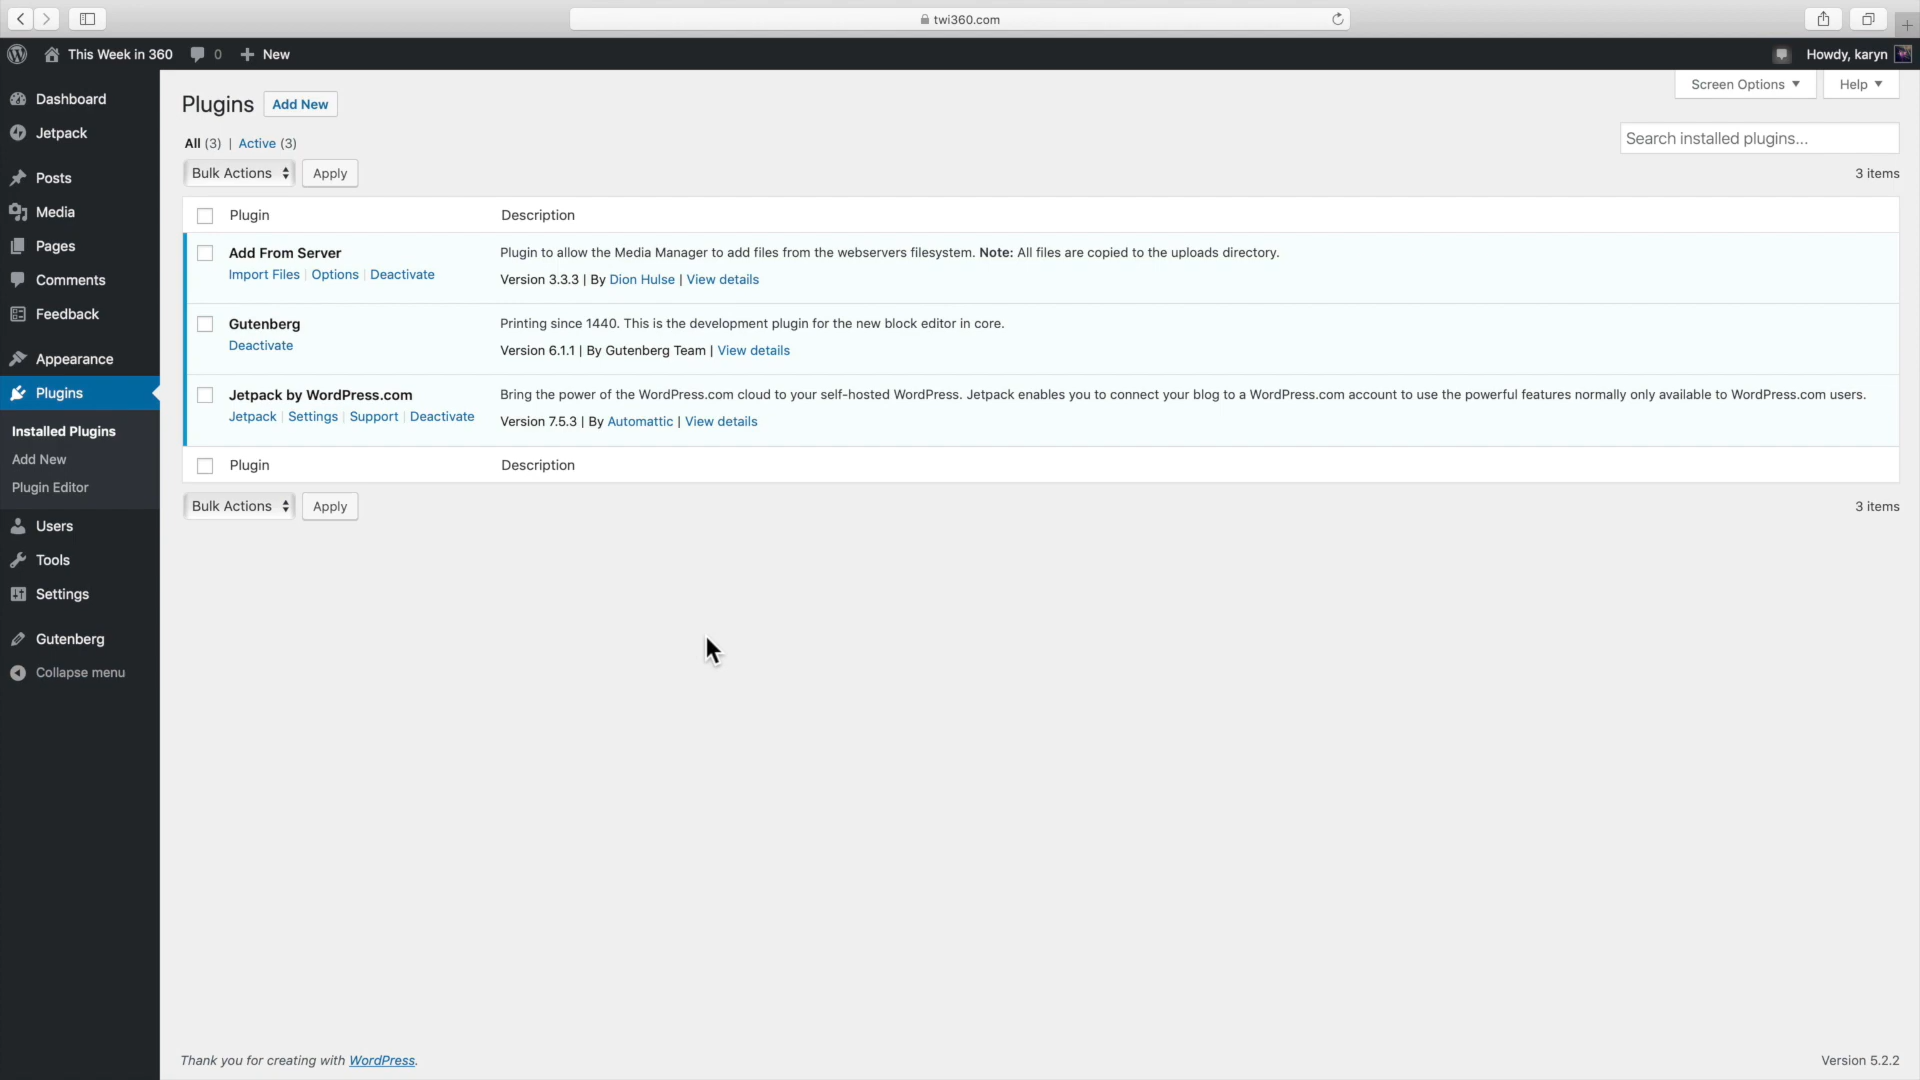 twi360.com
This Week in 360 0 New Howdy, karyn
Screen Options ▼ Help ▼
Dashboard
Jetpack
Posts
Media
Pages
Comments
Feedback
Appearance
Plugins
Installed Plugins
Add New
Plugin Editor
Users
Tools
Settings
Gutenberg
Collapse menu
Plugins Add New
All (3) | Active (3)
Search installed plugins...
Bulk Actions Apply 3 items
Plugin Description
Add From Server Plugin to allow the Media Manager to add files from the webservers filesystem. Note: All files are copied to the uploads directory.
Import Files | Options | Deactivate Version 3.3.3 | By Dion Hulse | View details
Gutenberg Printing since 1440. This is the development plugin for the new block editor in core.
Deactivate Version 6.1.1 | By Gutenberg Team | View details
Jetpack by WordPress.com Bring the power of the WordPress.com cloud to your self-hosted WordPress. Jetpack enables you to connect your blog to a WordPress.com account to use the powerful features normally only available to WordPress.com users.
Jetpack | Settings | Support | Deactivate Version 7.5.3 | By Automattic | View details
Plugin Description
Bulk Actions Apply 3 items
Thank you for creating with WordPress. Version 5.2.2